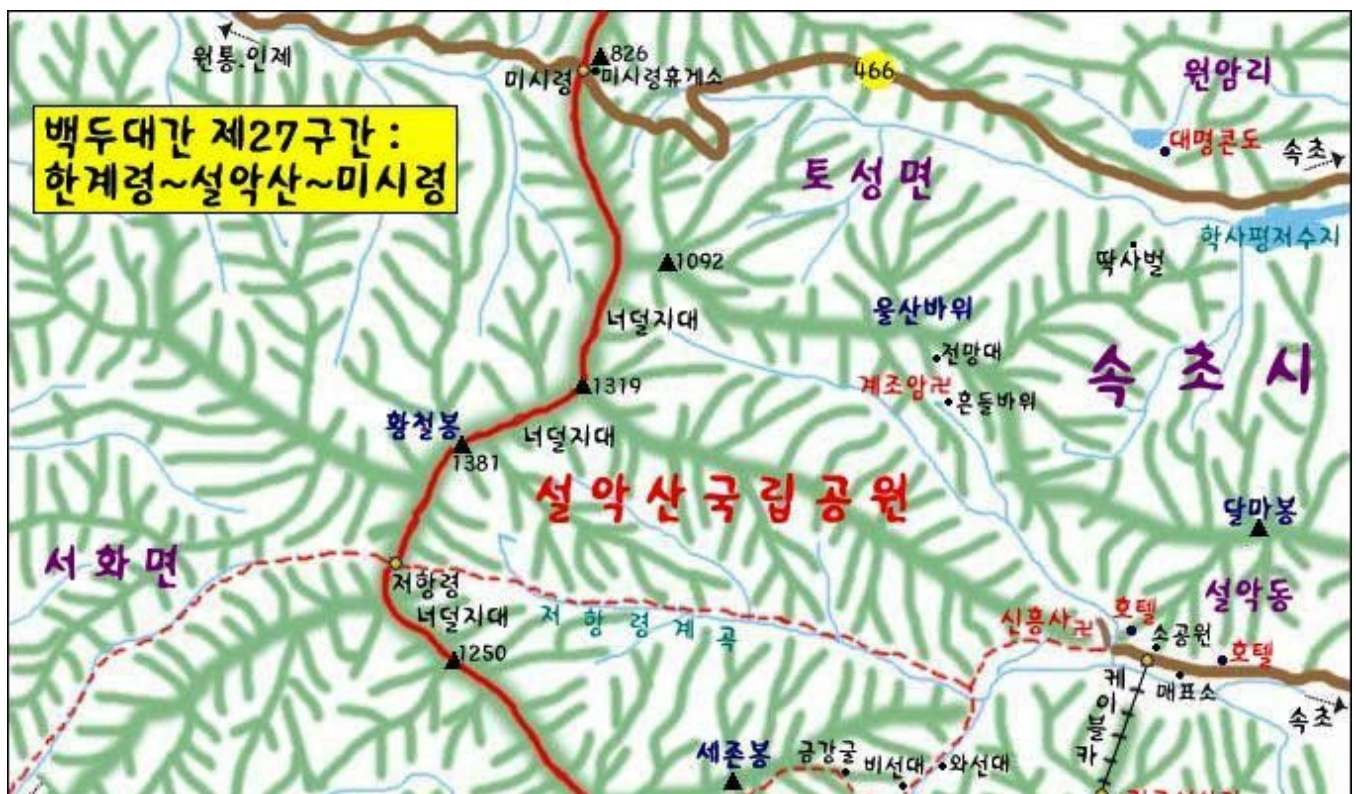 원통.인제
826
미시령
미시령휴게소
466
원암리
백두대간 제27구간 :
한계령~설악산~미시령
대명콘도
속초
토성면
학사평저수지
딱사벌
1092
울산바위
너덜지대
전망대
속초시
1319
계조암卍
흔들바위
황철봉
너덜지대
1381
설악산국립공원
달마봉
서화면
저항령
설악동
너덜지대
저항령계곡
신흥사卍
호텔
소공원
호텔
1250
매표소
케이블카
속초
세존봉
금강굴
비선대
와선대